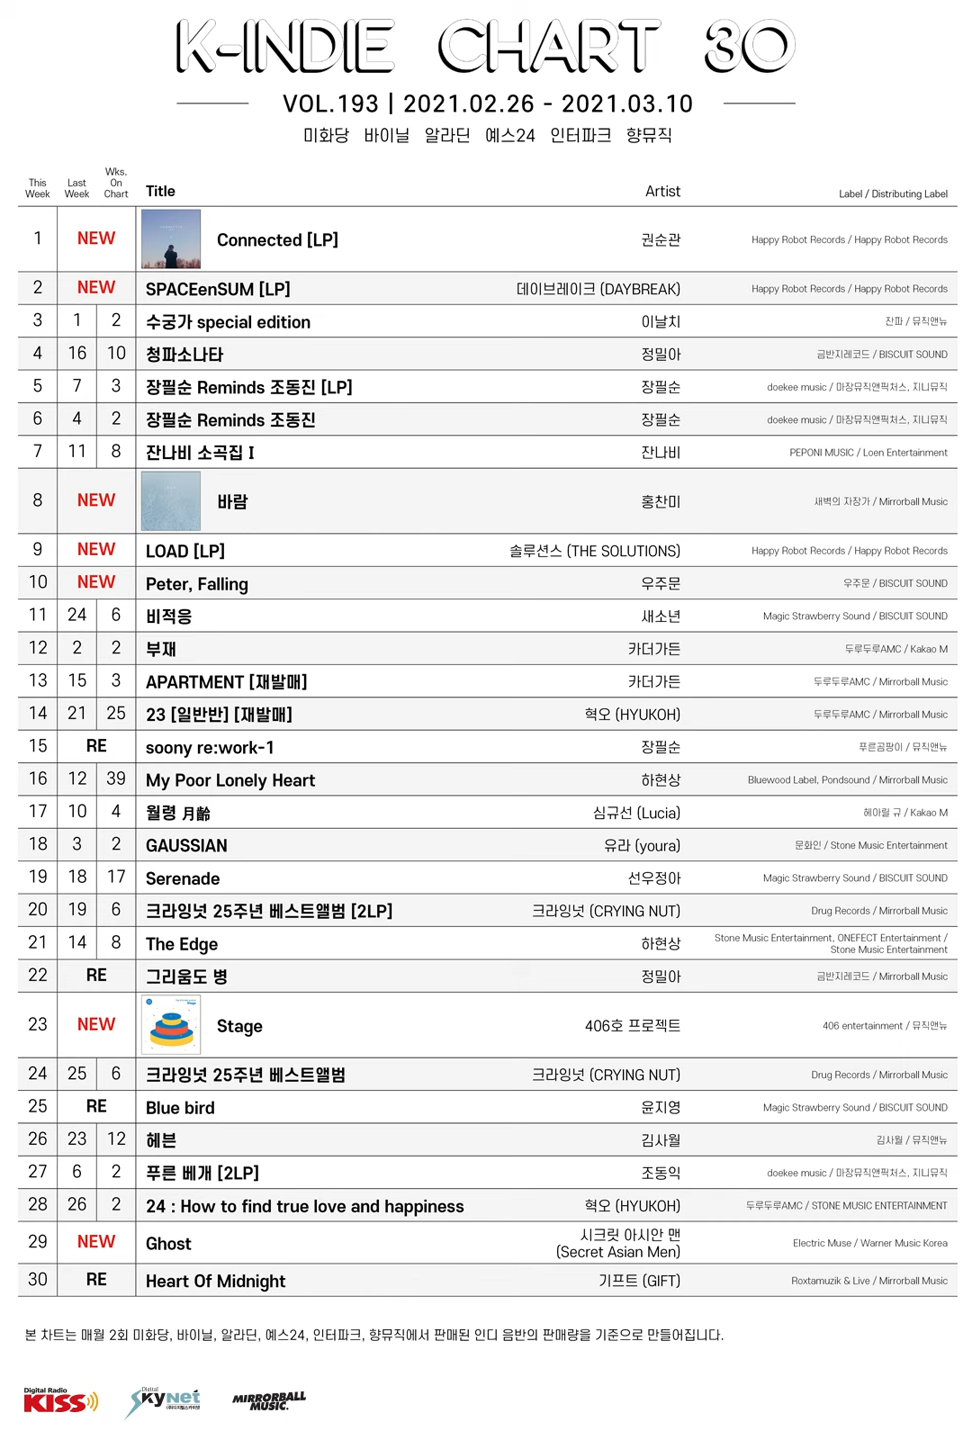 K-INDIE CHART 30
VOL.193 | 2021.02.26 - 2021.03.10
미화당 바이닐 알라딘 예스24 인터파크 향뮤직
This Week Last Week Wks. On Chart Title Artist Label / Distributing Label
1 NEW Connected [LP] 권순관 Happy Robot Records / Happy Robot Records
2 NEW SPACEenSUM [LP] 데이브레이크 (DAYBREAK) Happy Robot Records / Happy Robot Records
3 1 2 수궁가 special edition 이날치 잔파 / 뮤직앤뉴
4 16 10 청파소나타 정밀아 금반지레코드 / BISCUIT SOUND
5 7 3 장필순 Reminds 조동진 [LP] 장필순 doekee music / 마장뮤직앤픽처스, 지니뮤직
6 4 2 장필순 Reminds 조동진 장필순 doekee music / 마장뮤직앤픽처스, 지니뮤직
7 11 8 잔나비 소곡집 I 잔나비 PEPONI MUSIC / Loen Entertainment
8 NEW 바람 홍찬미 새벽의 자장가 / Mirrorball Music
9 NEW LOAD [LP] 솔루션스 (THE SOLUTIONS) Happy Robot Records / Happy Robot Records
10 NEW Peter, Falling 우주문 우주문 / BISCUIT SOUND
11 24 6 비적응 새소년 Magic Strawberry Sound / BISCUIT SOUND
12 2 2 부재 카더가든 두루두루AMC / Kakao M
13 15 3 APARTMENT [재발매] 카더가든 두루두루AMC / Mirrorball Music
14 21 25 23 [일반반] [재발매] 혁오 (HYUKOH) 두루두루AMC / Mirrorball Music
15 RE soony re:work-1 장필순 푸른곰팡이 / 뮤직앤뉴
16 12 39 My Poor Lonely Heart 하현상 Bluewood Label, Pondsound / Mirrorball Music
17 10 4 월령 月齡 심규선 (Lucia) 헤아릴 규 / Kakao M
18 3 2 GAUSSIAN 유라 (youra) 문화인 / Stone Music Entertainment
19 18 17 Serenade 선우정아 Magic Strawberry Sound / BISCUIT SOUND
20 19 6 크라잉넛 25주년 베스트앨범 [2LP] 크라잉넛 (CRYING NUT) Drug Records / Mirrorball Music
21 14 8 The Edge 하현상 Stone Music Entertainment, ONEFECT Entertainment /
Stone Music Entertainment
22 RE 그리움도 병 정밀아 금반지레코드 / Mirrorball Music
23 NEW Stage 406호 프로젝트 406 entertainment / 뮤직앤뉴
24 25 6 크라잉넛 25주년 베스트앨범 크라잉넛 (CRYING NUT) Drug Records / Mirrorball Music
25 RE Blue bird 윤지영 Magic Strawberry Sound / BISCUIT SOUND
26 23 12 헤븐 김사월 김사월 / 뮤직앤뉴
27 6 2 푸른 베개 [2LP] 조동익 doekee music / 마장뮤직앤픽처스, 지니뮤직
28 26 2 24 : How to find true love and happiness 혁오 (HYUKOH) 두루두루AMC / STONE MUSIC ENTERTAINMENT
29 NEW Ghost 시크릿 아시안 맨
(Secret Asian Men) Electric Muse / Warner Music Korea
30 RE Heart Of Midnight 기프트 (GIFT) Roxtamuzik & Live / Mirrorball Music
본 차트는 매월 2회 미화당, 바이닐, 알라딘, 예스24, 인터파크, 향뮤직에서 판매된 인디 음반의 판매량을 기준으로 만들어집니다.
Digital Radio
KISS
Digital
SKYNet
MIRRORBALL
MUSIC.